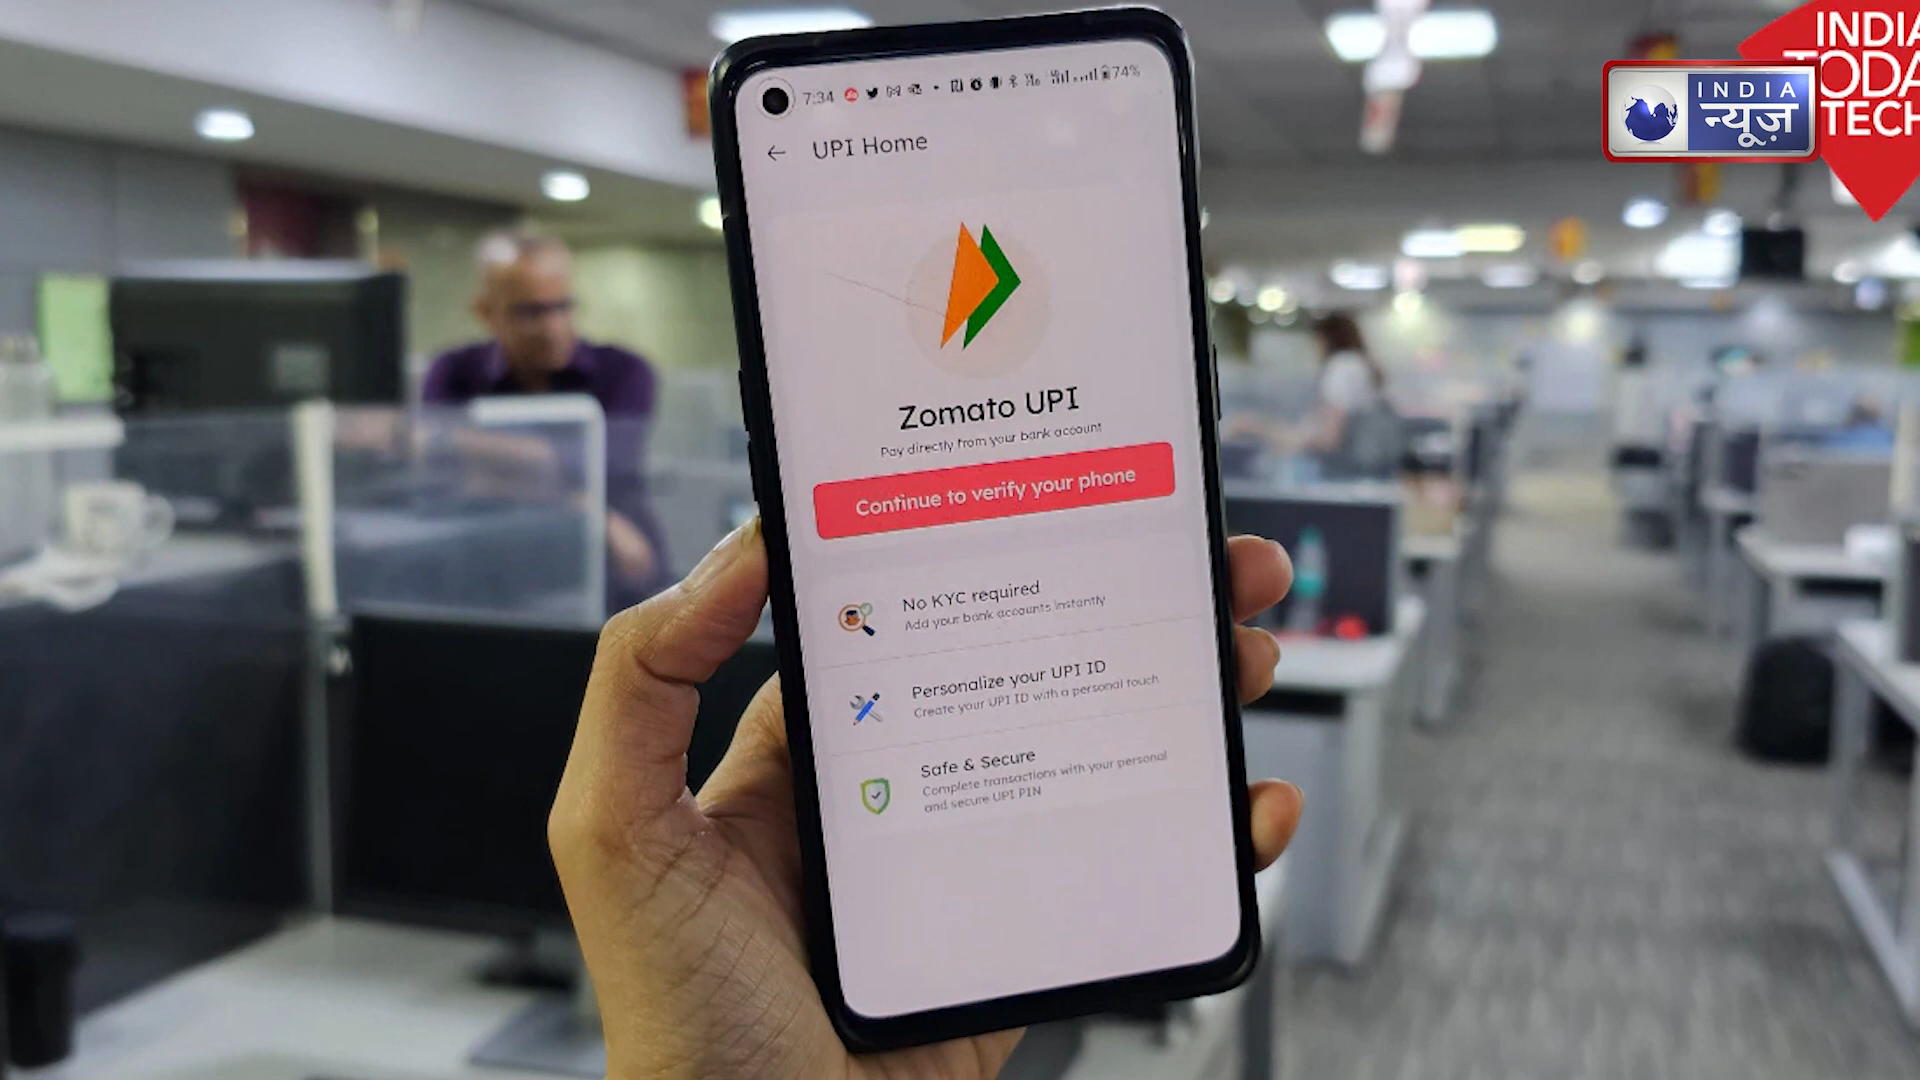 7:34
74%
UPI Home
Zomato UPI
Pay directly from your bank account
Continue to verify your phone
No KYC required
Add your bank accounts instantly
Personalize your UPI ID
Create your UPI ID with a personal touch
Safe & Secure
Complete transactions with your personal
and secure UPI PIN
INDIA
TODA
TECH
INDIA
न्यूज़